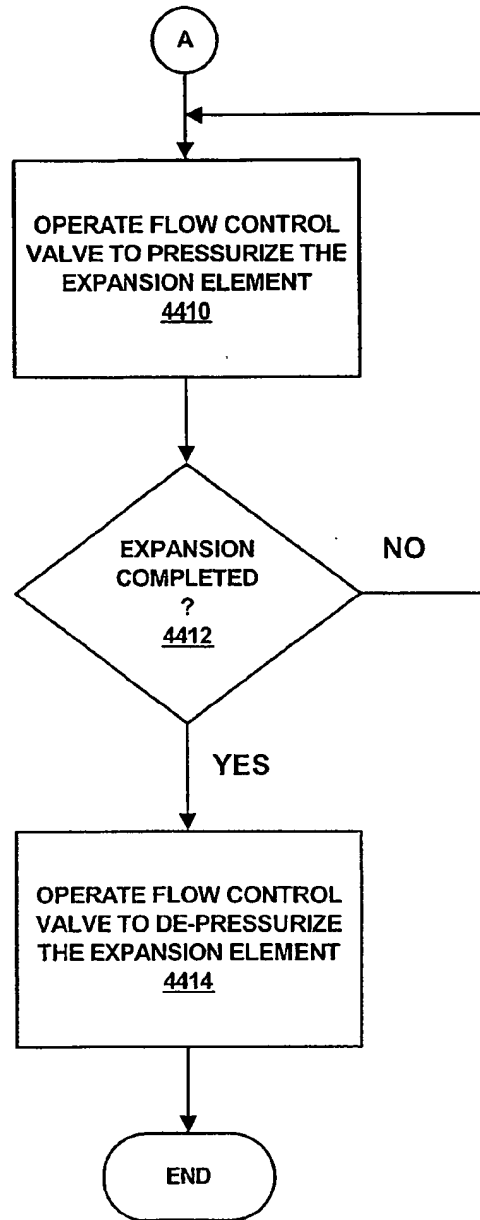 A
OPERATE FLOW CONTROL
VALVE TO PRESSURIZE THE
EXPANSION ELEMENT
4410
EXPANSION
COMPLETED
?
4412
NO
YES
OPERATE FLOW CONTROL
VALVE TO DE-PRESSURIZE
THE EXPANSION ELEMENT
4414
END